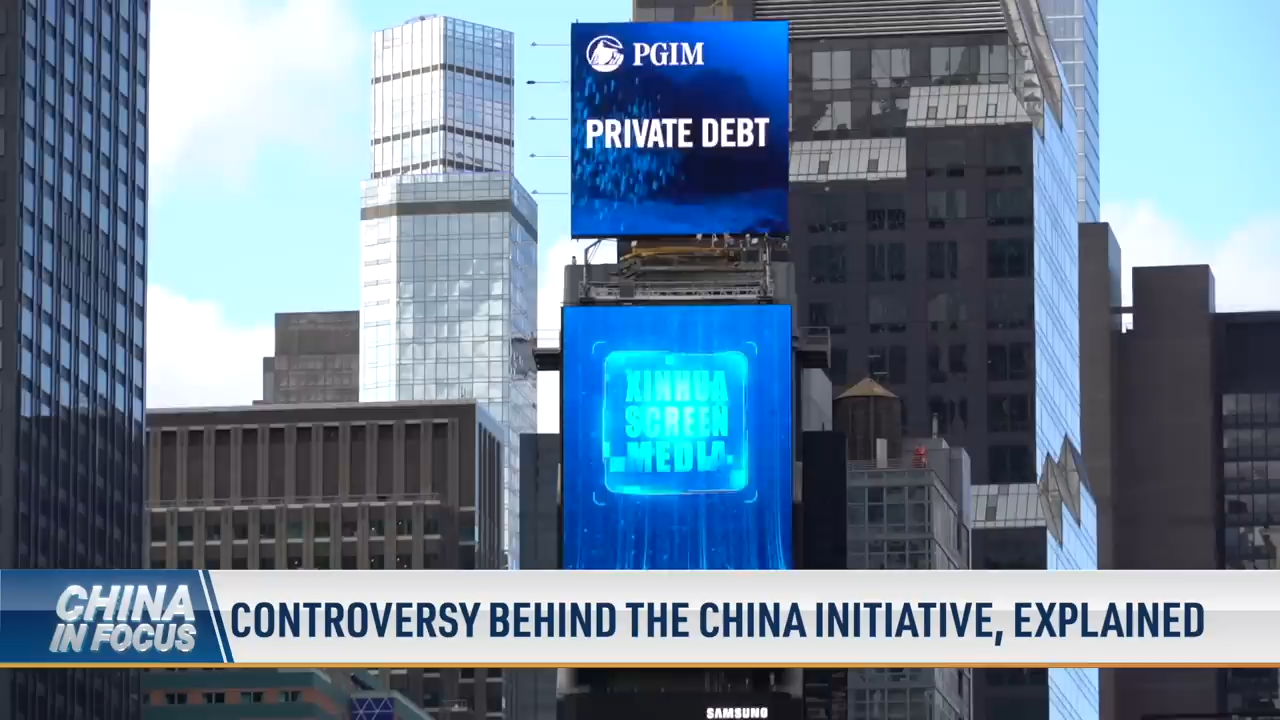 PGIM
PRIVATE DEBT
XINHUA
SCREEN
MEDIA
CHINA
IN FOCUS
CONTROVERSY BEHIND THE CHINA INITIATIVE, EXPLAINED
SAMSUNG